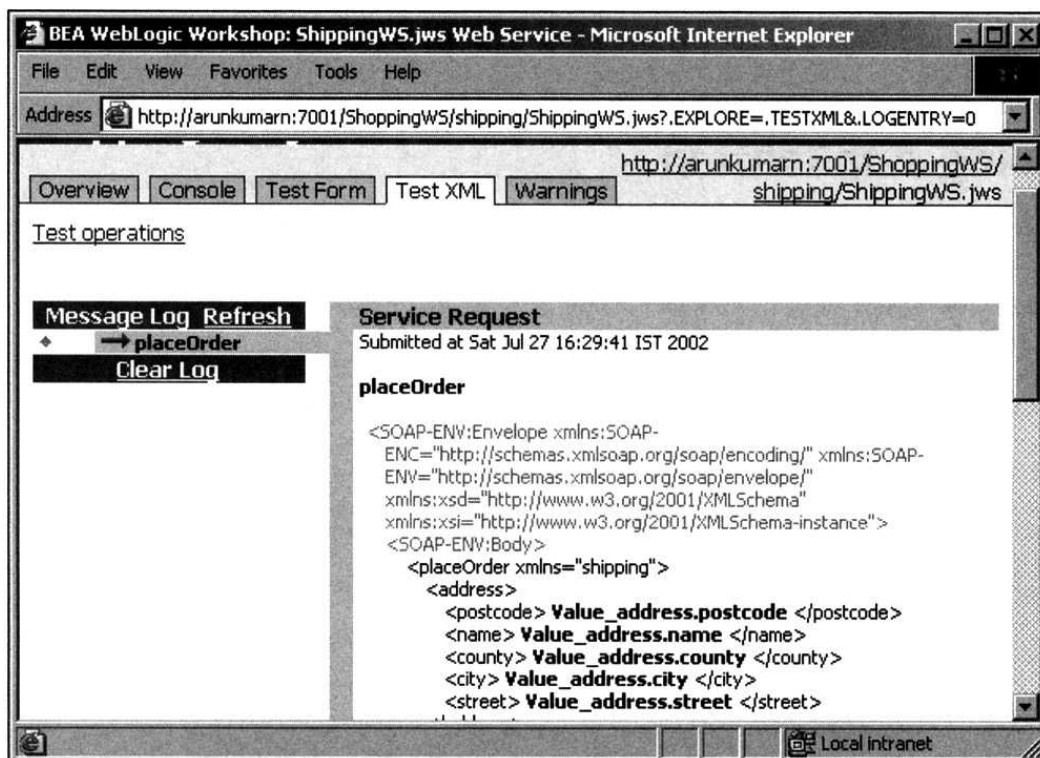 BEA WebLogic Workshop: ShippingWS.jws Web Service - Microsoft Internet Explorer
File Edit View Favorites Tools Help
Address http://arunkumarn:7001/ShoppingWS/shipping/ShippingWS.jws?.EXPLORE=.TESTXML&.LOGENTRY=0
http://arunkumarn:7001/ShoppingWS/
shipping/ShippingWS.jws
Overview Console Test Form Test XML Warnings
Test operations
Message Log Refresh
placeOrder
Clear Log
Service Request
Submitted at Sat Jul 27 16:29:41 IST 2002
placeOrder
<SOAP-ENV:Envelope xmlns:SOAP-
ENC="http://schemas.xmlsoap.org/soap/encoding/" xmlns:SOAP-
ENV="http://schemas.xmlsoap.org/soap/envelope/"
xmlns:xsd="http://www.w3.org/2001/XMLSchema"
xmlns:xsi="http://www.w3.org/2001/XMLSchema-instance">
<SOAP-ENV:Body>
<placeOrder xmlns="shipping">
<address>
<postcode> Value_address.postcode </postcode>
<name> Value_address.name </name>
<county> Value_address.county </county>
<city> Value_address.city </city>
<street> Value_address.street </street>
Local intranet